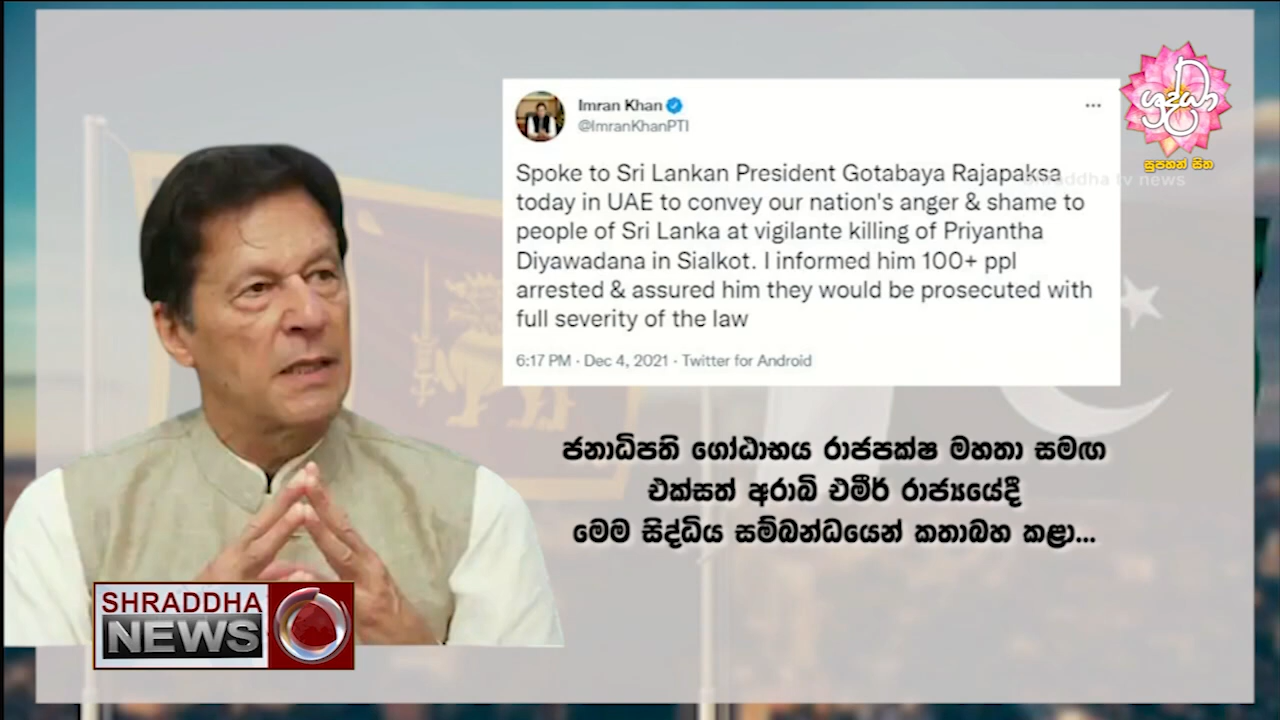 Imran Khan
@ImranKhanPTI
Spoke to Sri Lankan President Gotabaya Rajapaksa
today in UAE to convey our nation's anger & shame to
people of Sri Lanka at vigilante killing of Priyantha
Diyawadana in Sialkot. I informed him 100+ ppl
arrested & assured him they would be prosecuted with
full severity of the law
6:17 PM · Dec 4, 2021 · Twitter for Android
ශ්‍රද්ධා
සුපහන් සිත
shraddha tv news
ජනාධිපති ගෝඨාභය රාජපක්ෂ මහතා සමඟ
එක්සත් අරාබි එමීර් රාජ්‍යයේදී
මෙම සිද්ධිය සම්බන්ධයෙන් කතාබහ කළා...
SHRADDHA
NEWS